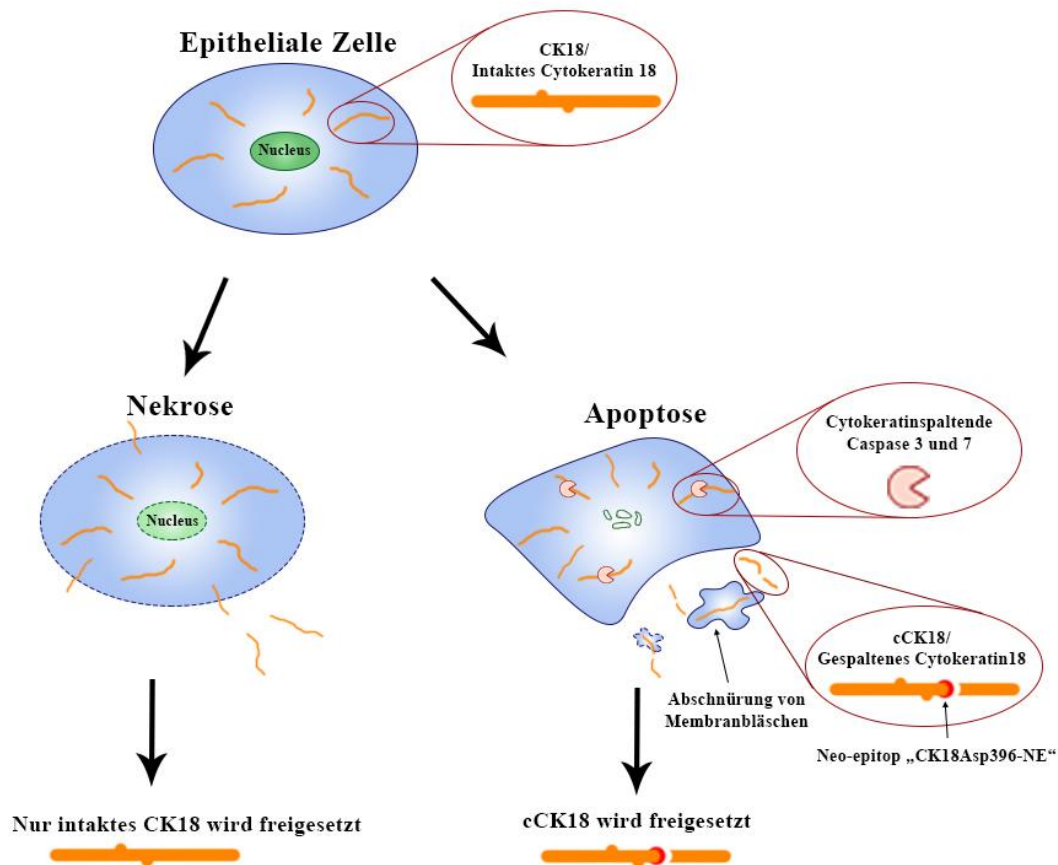 Epitheliale Zelle
CK18/
Intaktes Cytokeratin 18
Nucleus
Nekrose
Nucleus
Apoptose
Cytokeratinspaltende
Caspase 3 und 7
cCK18/
Gespaltenes Cytokeratin18
Abschnürung von
Membranbläschen
Neo-epitop „CK18Asp396-NE“
Nur intaktes CK18 wird freigesetzt
cCK18 wird freigesetzt